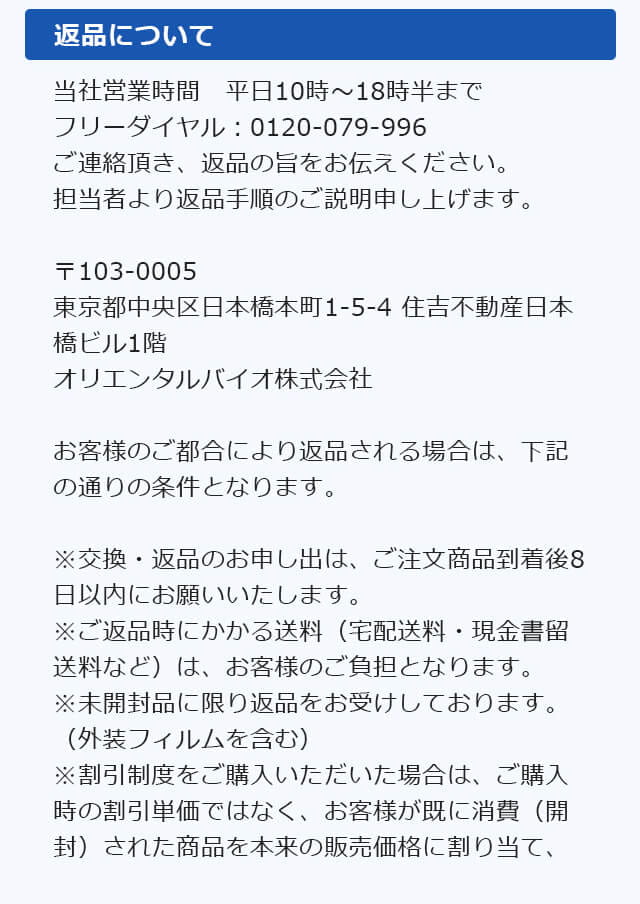 返品について
当社営業時間　平日10時～18時半まで
フリーダイヤル：0120-079-996
ご連絡頂き、返品の旨をお伝えください。
担当者より返品手順のご説明申し上げます。
〒103-0005
東京都中央区日本橋本町1-5-4 住吉不動産日本
橋ビル1階
オリエンタルバイオ株式会社
お客様のご都合により返品される場合は、下記
の通りの条件となります。
※交換・返品のお申し出は、ご注文商品到着後8
日以内にお願いいたします。
※ご返品時にかかる送料（宅配送料・現金書留
送料など）は、お客様のご負担となります。
※未開封品に限り返品をお受けしております。
（外装フィルムを含む）
※割引制度をご購入いただいた場合は、ご購入
時の割引単価ではなく、お客様が既に消費（開
封）された商品を本来の販売価格に割り当て、